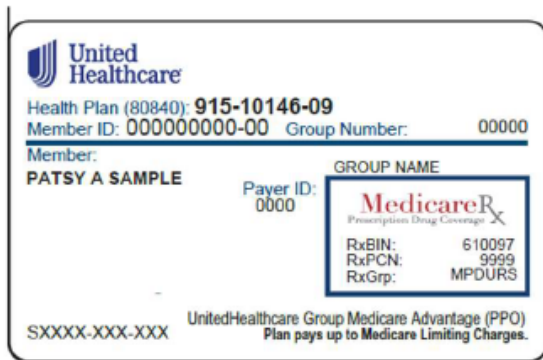 United
Healthcare
Health Plan (80840): 915-10146-09
Member ID: 000000000-00 Group Number: 00000
Member:
PATSY A SAMPLE
Payer ID:
0000
GROUP NAME
MedicareRx
Prescription Drug Coverage
RxBIN: 610097
RxPCN: 9999
RxGrp: MPDURS
SXXXX-XXX-XXX
UnitedHealthcare Group Medicare Advantage (PPO)
Plan pays up to Medicare Limiting Charges.